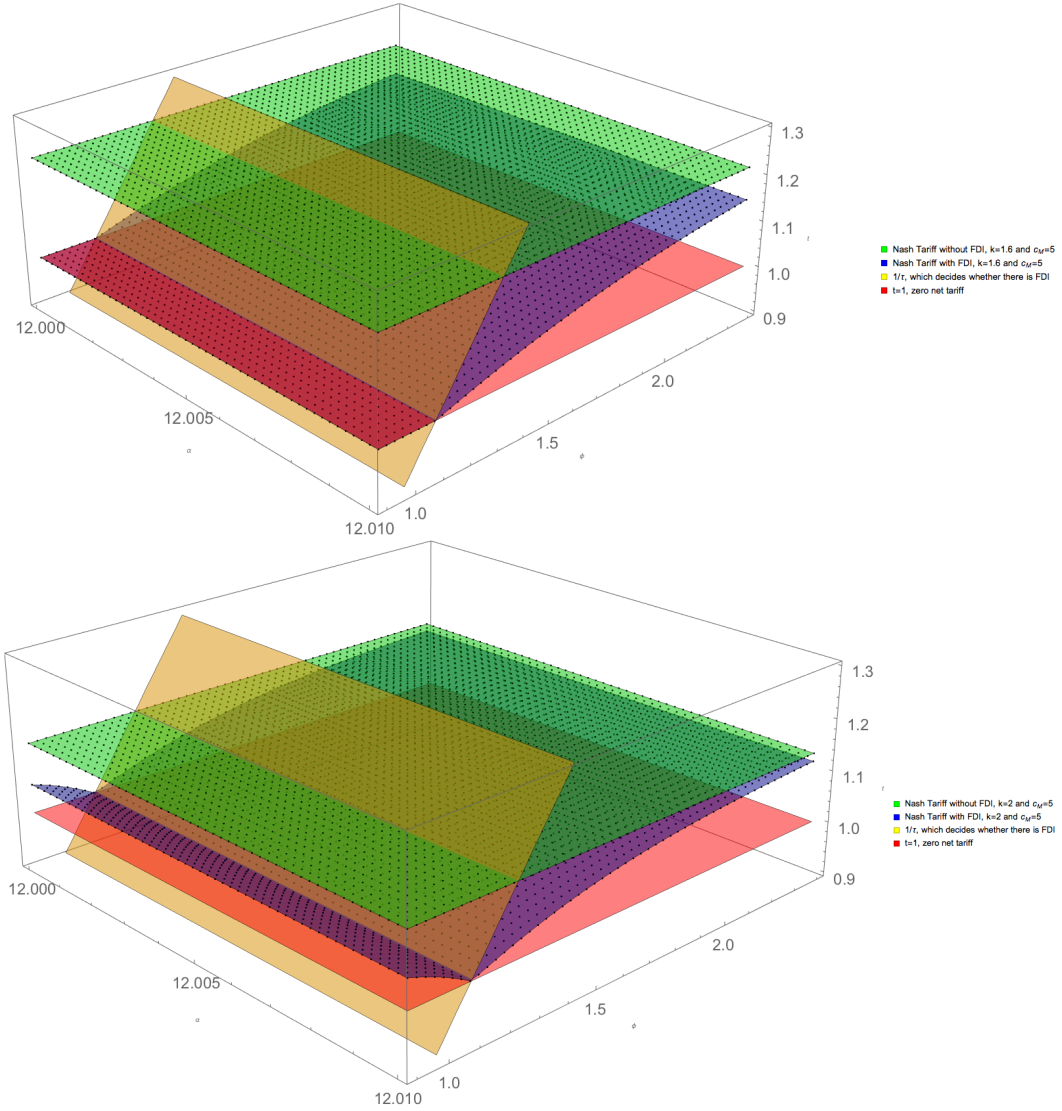 1.3
1.2
1.1
t
1.0
0.9
2.0
1.5
ϕ
1.0
12.000
12.005
α
12.010
Nash Tariff without FDI, k=1.6 and c_M=5
Nash Tariff with FDI, k=1.6 and c_M=5
1/τ, which decides whether there is FDI
t=1, zero net tariff
1.3
1.2
1.1
t
1.0
0.9
2.0
1.5
ϕ
1.0
12.000
12.005
α
12.010
Nash Tariff without FDI, k=2 and c_M=5
Nash Tariff with FDI, k=2 and c_M=5
1/τ, which decides whether there is FDI
t=1, zero net tariff